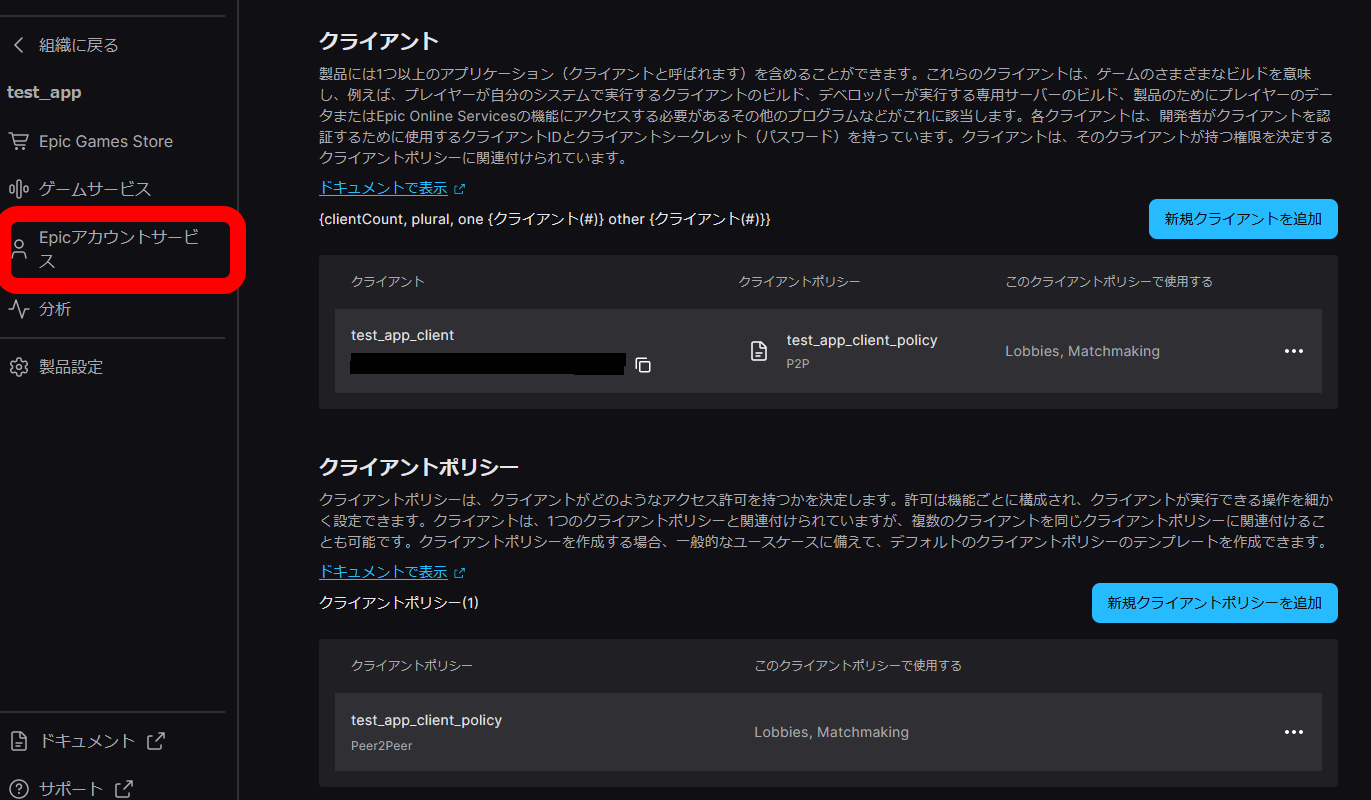 組織に戻る
test_app
Epic Games Store
ゲームサービス
Epicアカウントサービ
ス
分析
製品設定
ドキュメント
サポート
クライアント
製品には1つ以上のアプリケーション（クライアントと呼ばれます）を含めることができます。これらのクライアントは、ゲームのさまざまなビルドを意味
し、例えば、プレイヤーが自分のシステムで実行するクライアントのビルド、デベロッパーが実行する専用サーバーのビルド、製品のためにプレイヤーのデー
タまたはEpic Online Servicesの機能にアクセスする必要があるその他のプログラムなどがこれに該当します。各クライアントは、開発者がクライアントを認
証するために使用するクライアントIDとクライアントシークレット（パスワード）を持っています。クライアントは、そのクライアントが持つ権限を決定する
クライアントポリシーに関連付けられています。
ドキュメントで表示
{clientCount, plural, one {クライアント(#)} other {クライアント(#)}}
新規クライアントを追加
クライアント
クライアントポリシー
このクライアントポリシーで使用する
test_app_client
test_app_client_policy
P2P
Lobbies, Matchmaking
クライアントポリシー
クライアントポリシーは、クライアントがどのようなアクセス許可を持つかを決定します。許可は機能ごとに構成され、クライアントが実行できる操作を細か
く設定できます。クライアントは、1つのクライアントポリシーと関連付けられていますが、複数のクライアントを同じクライアントポリシーに関連付けるこ
とも可能です。クライアントポリシーを作成する場合、一般的なユースケースに備えて、デフォルトのクライアントポリシーのテンプレートを作成できます。
ドキュメントで表示
クライアントポリシー(1)
新規クライアントポリシーを追加
クライアントポリシー
このクライアントポリシーで使用する
test_app_client_policy
Peer2Peer
Lobbies, Matchmaking